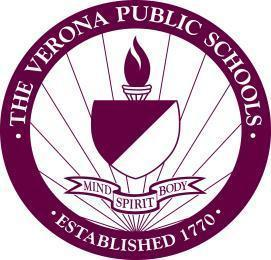 · THE VERONA PUBLIC SCHOOLS ·
MIND SPIRIT BODY
· ESTABLISHED 1770 ·